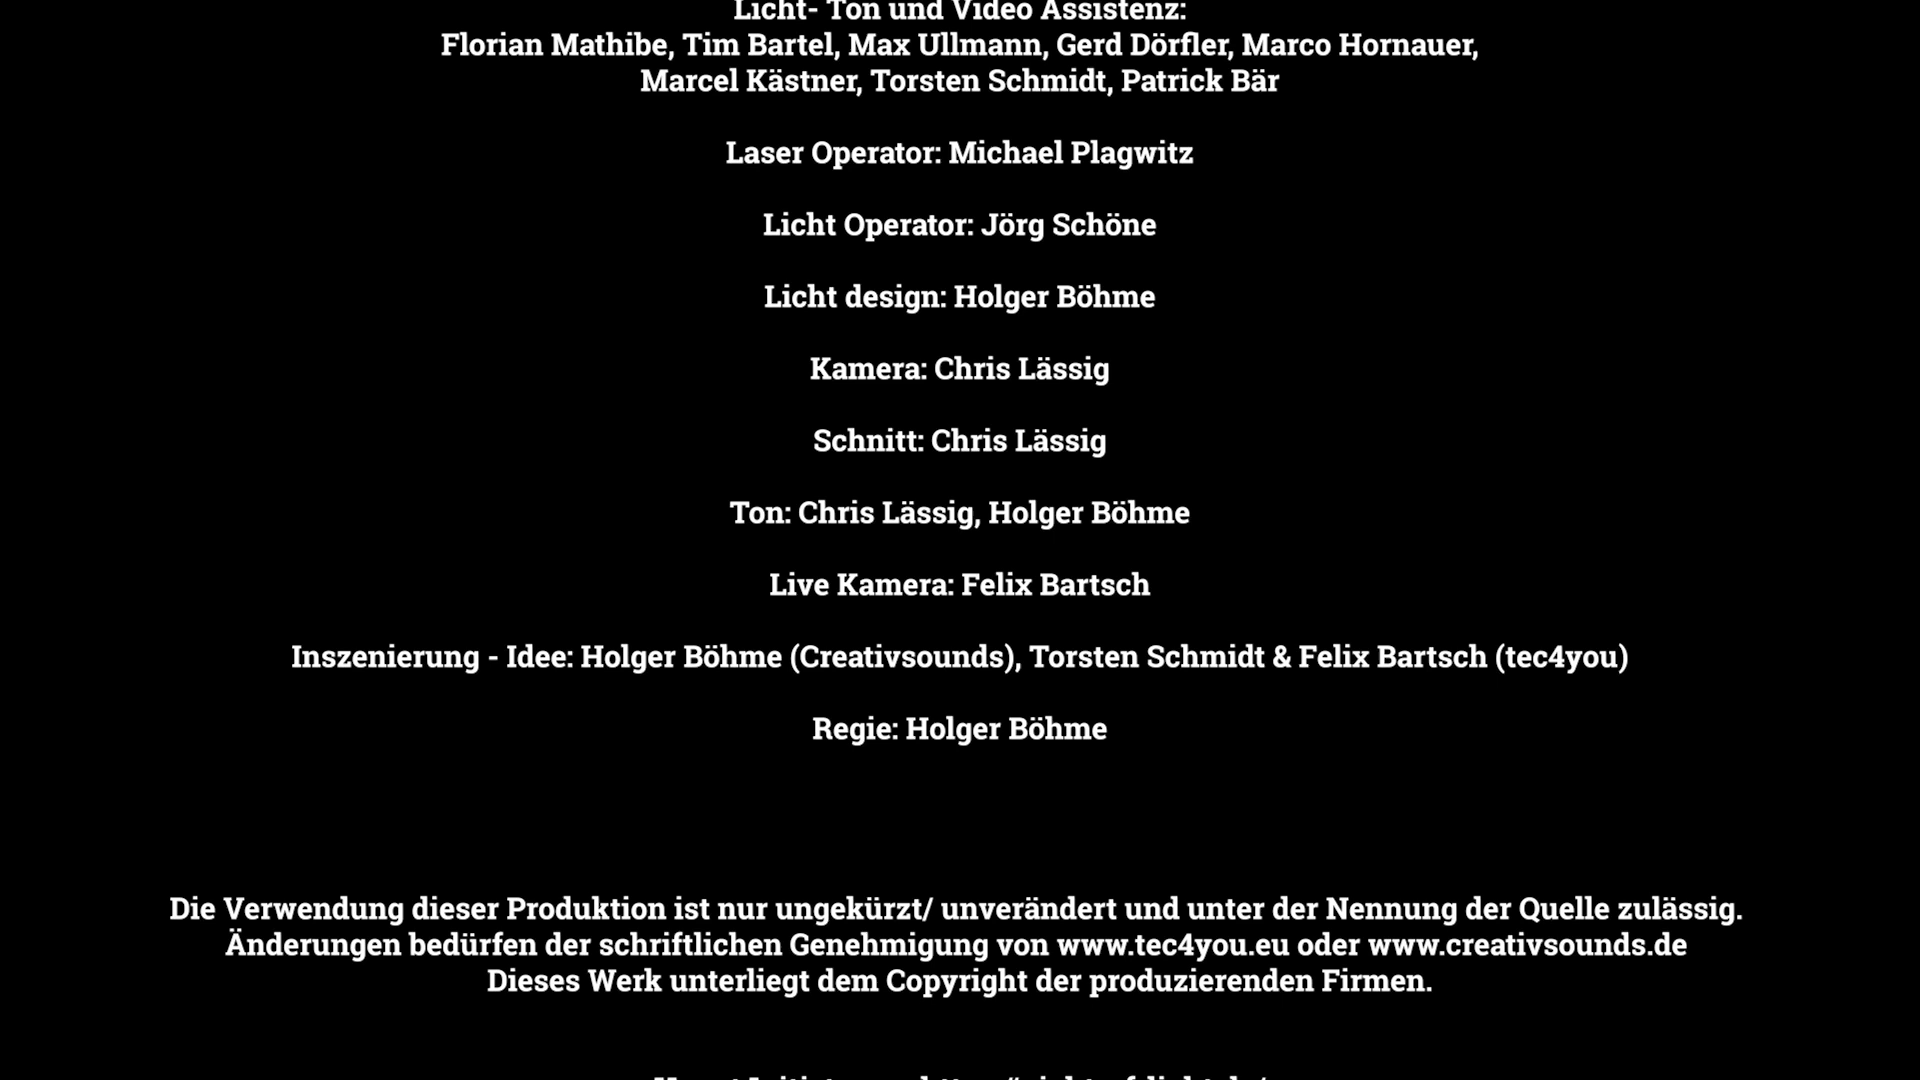 Licht- Ton und Video Assistenz:
Florian Mathibe, Tim Bartel, Max Ullmann, Gerd Dörfler, Marco Hornauer,
Marcel Kästner, Torsten Schmidt, Patrick Bär
Laser Operator: Michael Plagwitz
Licht Operator: Jörg Schöne
Licht design: Holger Böhme
Kamera: Chris Lässig
Schnitt: Chris Lässig
Ton: Chris Lässig, Holger Böhme
Live Kamera: Felix Bartsch
Inszenierung - Idee: Holger Böhme (Creativsounds), Torsten Schmidt & Felix Bartsch (tec4you)
Regie: Holger Böhme
Die Verwendung dieser Produktion ist nur ungekürzt/ unverändert und unter der Nennung der Quelle zulässig.
Änderungen bedürfen der schriftlichen Genehmigung von www.tec4you.eu oder www.creativsounds.de
Dieses Werk unterliegt dem Copyright der produzierenden Firmen.